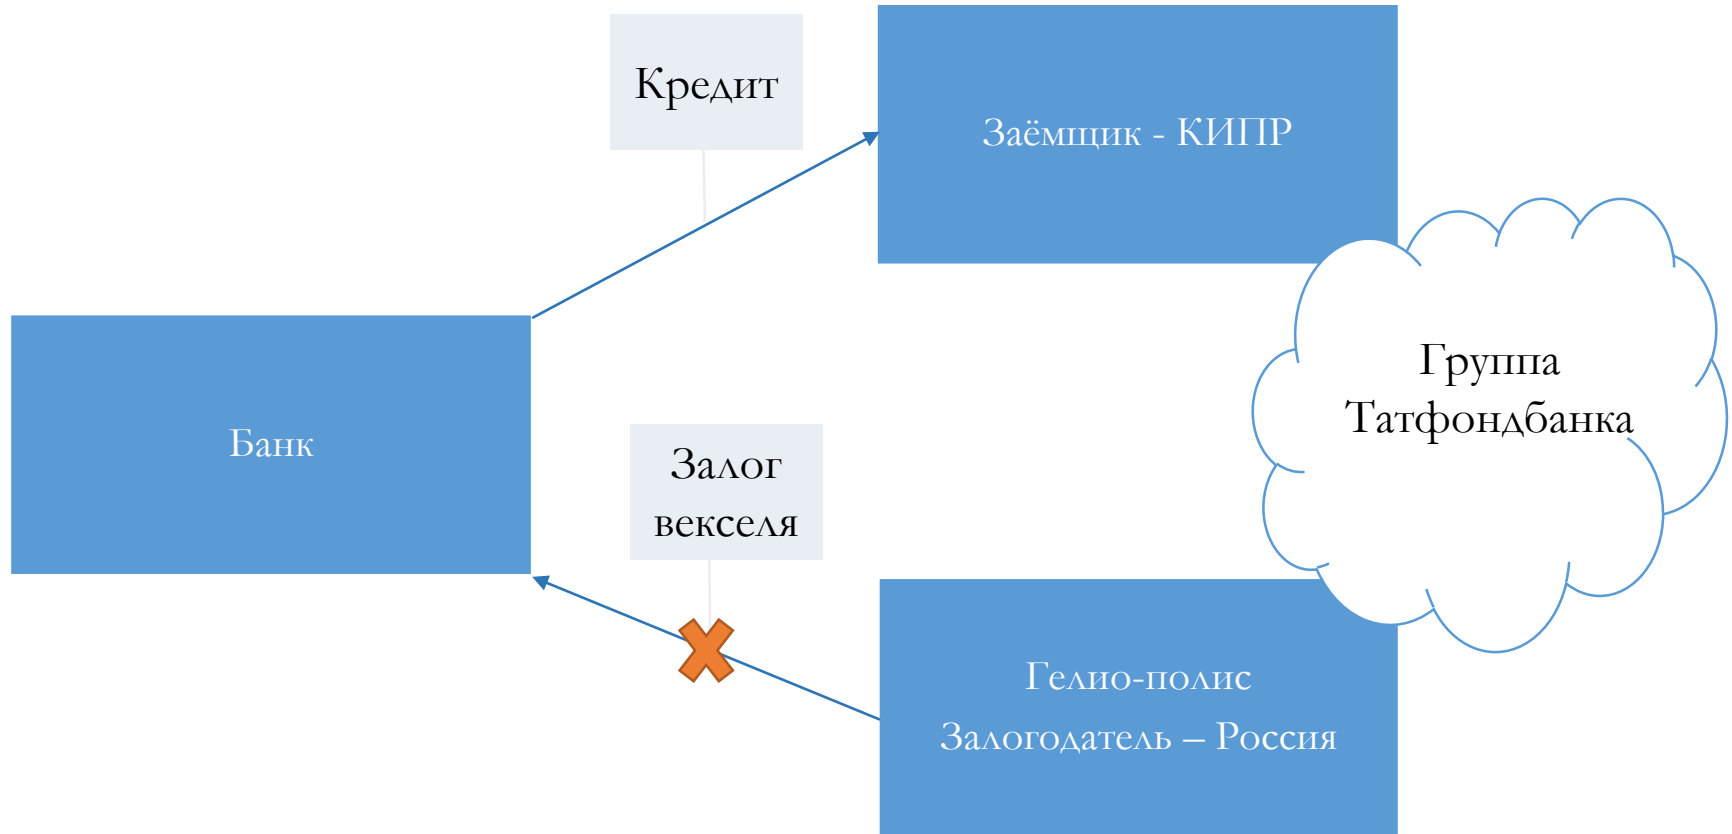 Кредит
Заёмщик - КИПР
Группа
Татфондбанка
Банк
Залог
векселя
Гелио-полис
Залогодатель – Россия